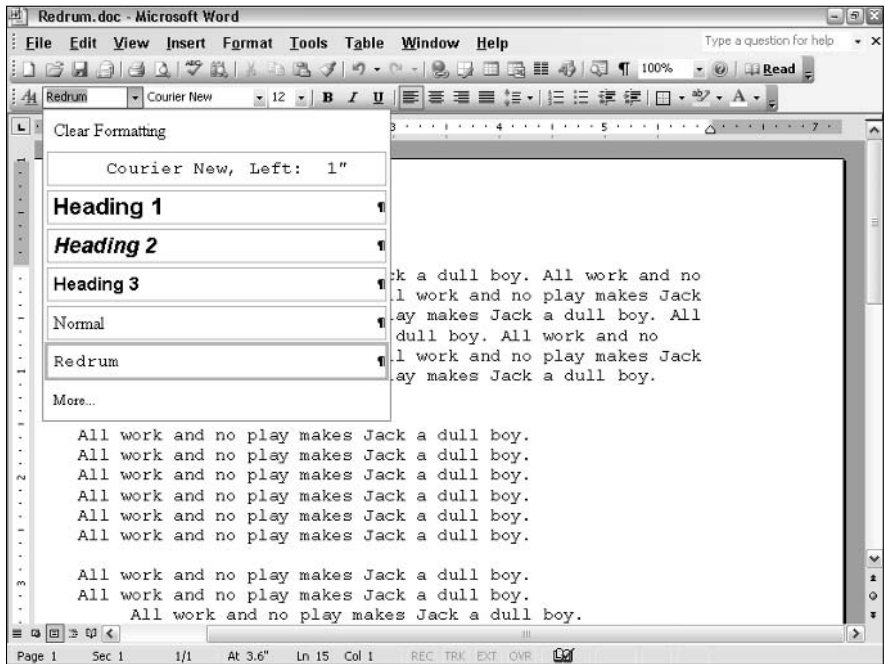 Redrum.doc - Microsoft Word
File Edit View Insert Format Tools Table Window Help Type a question for help
100% Read
Redrum Courier New 12 B I U A
3 4 5 7
Clear Formatting
Courier New, Left: 1"
Heading 1 ¶
Heading 2 ¶
Heading 3 ¶
Normal ¶
Redrum ¶
More...
k a dull boy. All work and no
l work and no play makes Jack
ay makes Jack a dull boy. All
dull boy. All work and no
l work and no play makes Jack
ay makes Jack a dull boy.
All work and no play makes Jack a dull boy.
All work and no play makes Jack a dull boy.
All work and no play makes Jack a dull boy.
All work and no play makes Jack a dull boy.
All work and no play makes Jack a dull boy.
All work and no play makes Jack a dull boy.
All work and no play makes Jack a dull boy.
All work and no play makes Jack a dull boy.
All work and no play makes Jack a dull boy.
Page 1 Sec 1 1/1 At 3.6" Ln 15 Col 1 REC TRK EXT OVR